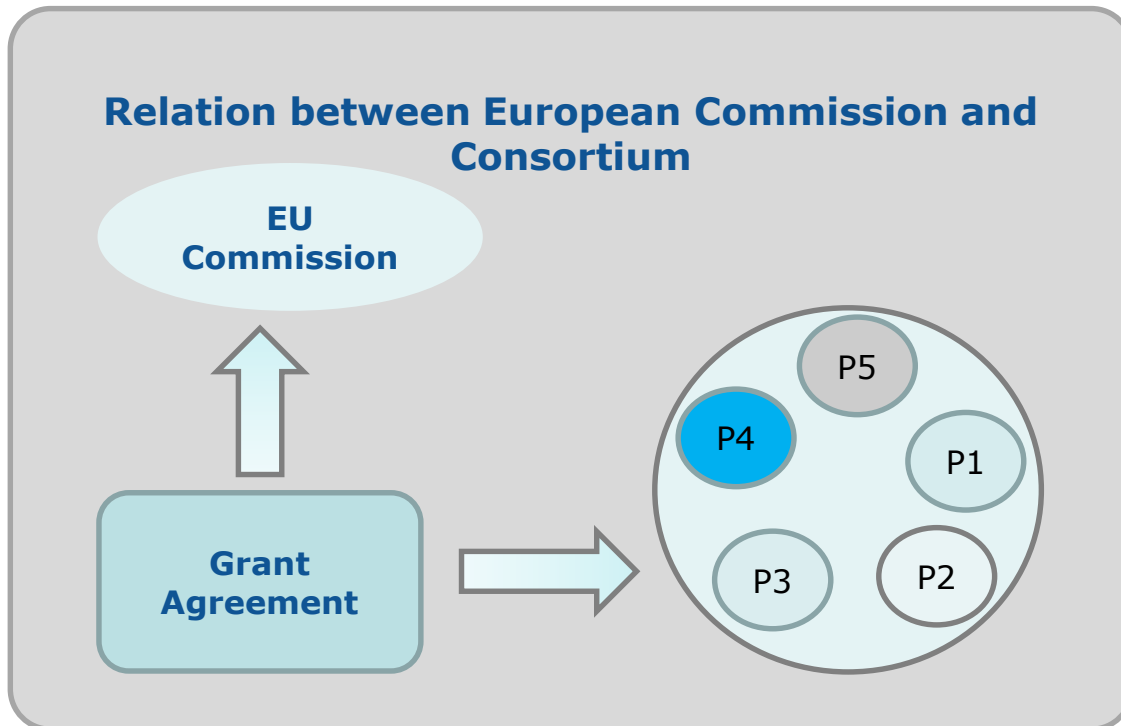 Relation between European Commission and
Consortium
EU
Commission
P5
P4
P1
Grant
Agreement
P3
P2